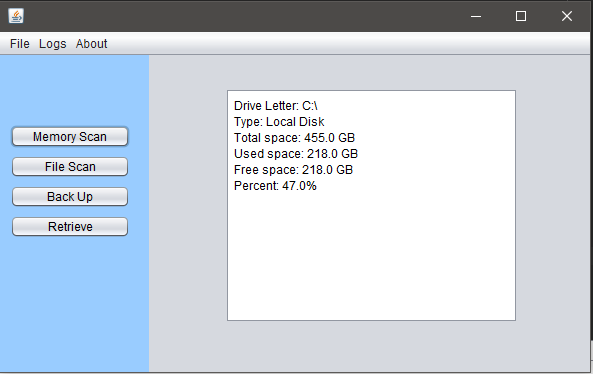 File Logs About
Memory Scan
File Scan
Back Up
Retrieve
Drive Letter: C:\
Type: Local Disk
Total space: 455.0 GB
Used space: 218.0 GB
Free space: 218.0 GB
Percent: 47.0%